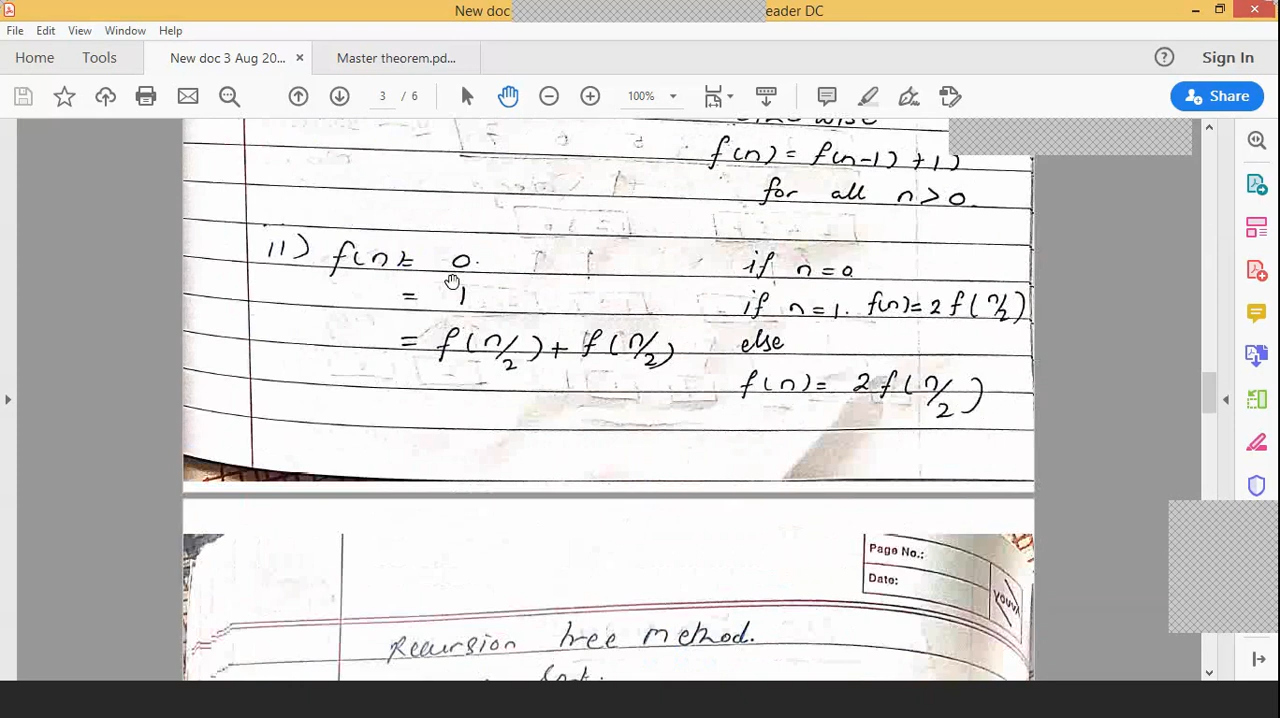 New doc eader DC
File Edit View Window Help
Home Tools New doc 3 Aug 20... × Master theorem.pd... Sign In
3 / 6 100% Share
f(n) = f(n-1) + 1)
for all n > 0.
ii) f(n) = 0. if n = 0
= 1 if n = 1. f(n) = 2 f(n/2)
= f(n/2) + f(n/2) else
f(n) = 2 f(n/2)
Page No.:
Date:
YOUVA
Recursion tree method.